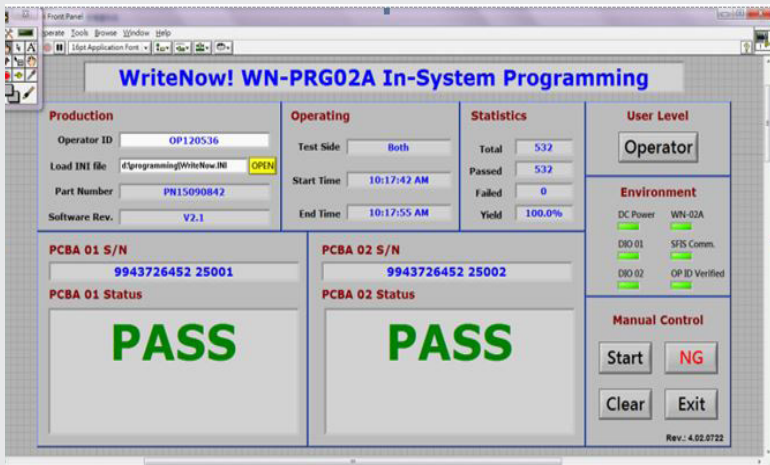 Front Panel
perate Tools Browse Window Help
16pt Application Font
A
WriteNow! WN-PRG02A In-System Programming
Production
Operator ID OP120536
Load INI file d:\programming\WriteNow.INI OPEN
Part Number PN15090842
Software Rev. V2.1
Operating
Test Side Both
Start Time 10:17:42 AM
End Time 10:17:55 AM
Statistics
Total 532
Passed 532
Failed 0
Yield 100.0%
User Level
Operator
Environment
DC Power WN-02A
DIO 01 SFIS Comm.
DIO 02 OP ID Verified
PCBA 01 S/N
9943726452 25001
PCBA 01 Status
PASS
PCBA 02 S/N
9943726452 25002
PCBA 02 Status
PASS
Manual Control
Start NG
Clear Exit
Rev.: 4.02.0722